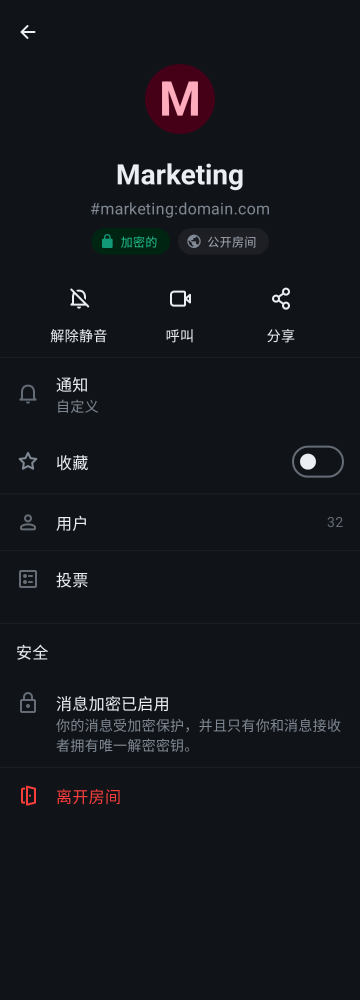 M
Marketing
#marketing:domain.com
加密的
公开房间
解除静音
呼叫
分享
通知
自定义
收藏
用户
32
投票
安全
消息加密已启用
你的消息受加密保护，并且只有你和消息接收
者拥有唯一解密密钥。
离开房间